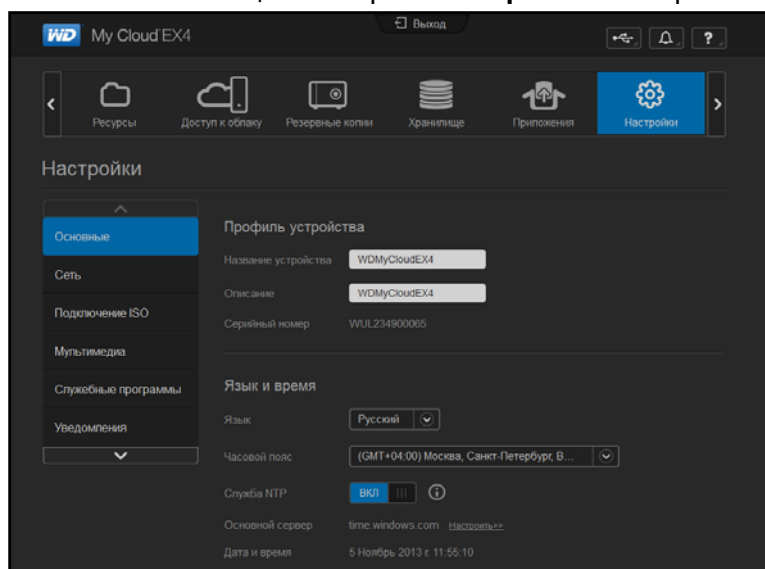 WD My Cloud EX4
Выход
?
Ресурсы
Доступ к облаку
Резервные копии
Хранилище
Приложения
Настройки
Настройки
Основные
Сеть
Подключение ISO
Мультимедиа
Служебные программы
Уведомления
Профиль устройства
Название устройства WDMyCloudEX4
Описание WDMyCloudEX4
Серийный номер WUL234900065
Язык и время
Язык Русский
Часовой пояс (GMT+04:00) Москва, Санкт-Петербург, В...
Служба NTP ВКЛ
Основной сервер time.windows.com Настроить>>
Дата и время 5 Ноябрь 2013 г. 11:55:10